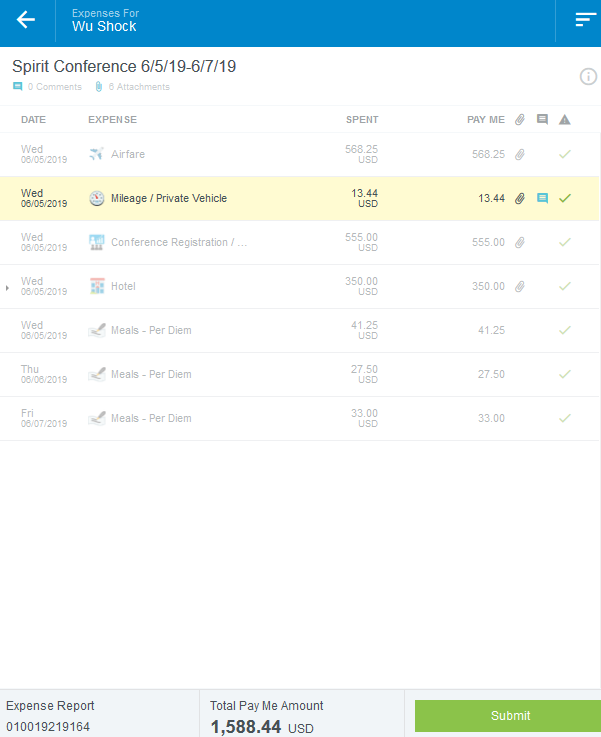 Expenses For
Wu Shock
Spirit Conference 6/5/19-6/7/19
0 Comments 6 Attachments
DATE EXPENSE SPENT PAY ME
Wed Airfare 568.25 568.25
06/05/2019 USD
Wed Mileage / Private Vehicle 13.44 13.44
06/05/2019 USD
Wed Conference Registration / ... 555.00 555.00
06/05/2019 USD
Wed Hotel 350.00 350.00
06/05/2019 USD
Wed Meals - Per Diem 41.25 41.25
06/05/2019 USD
Thu Meals - Per Diem 27.50 27.50
06/06/2019 USD
Fri Meals - Per Diem 33.00 33.00
06/07/2019 USD
Expense Report Total Pay Me Amount
010019219164 1,588.44 USD
Submit